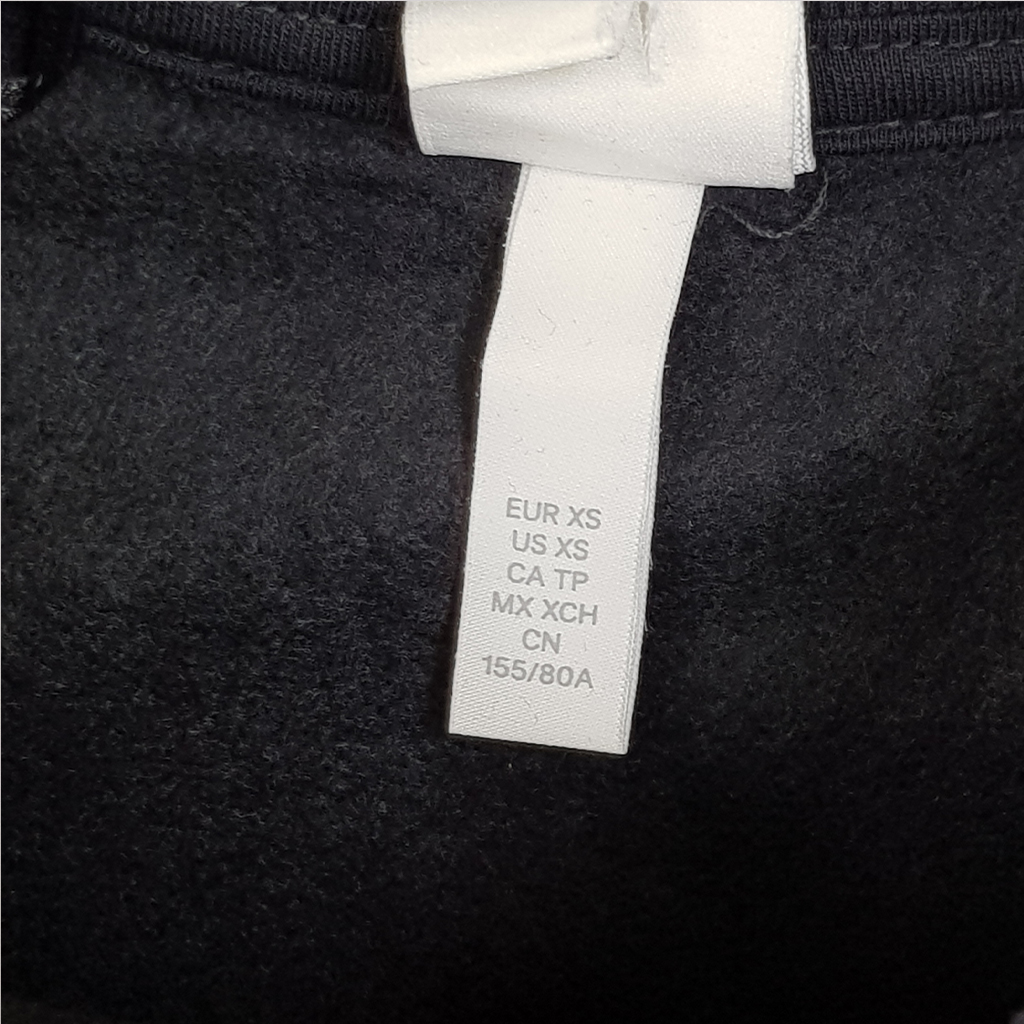 EUR XS
US XS
CA TP
MX XCH
CN
155/80A